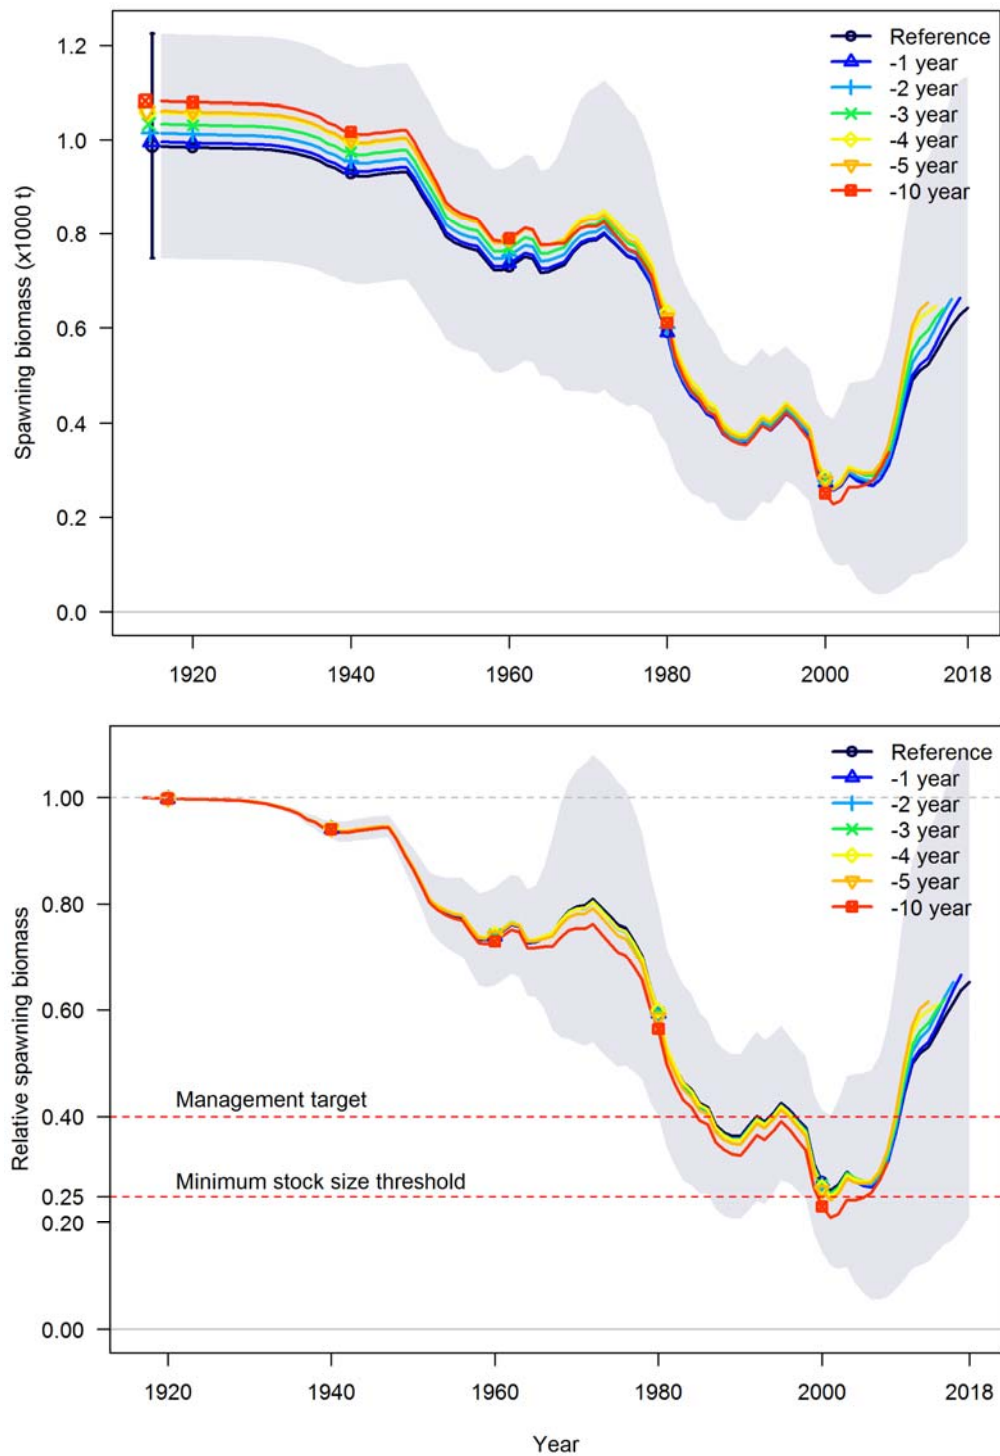 Spawning biomass (x1000 t)
1.2
1.0
0.8
0.6
0.4
0.2
0.0
Reference
-1 year
-2 year
-3 year
-4 year
-5 year
-10 year
1920
1940
1960
1980
2000
2018
Relative spawning biomass
1.00
0.80
0.60
0.40
0.25
0.20
0.00
Reference
-1 year
-2 year
-3 year
-4 year
-5 year
-10 year
Management target
Minimum stock size threshold
1920
1940
1960
1980
2000
2018
Year